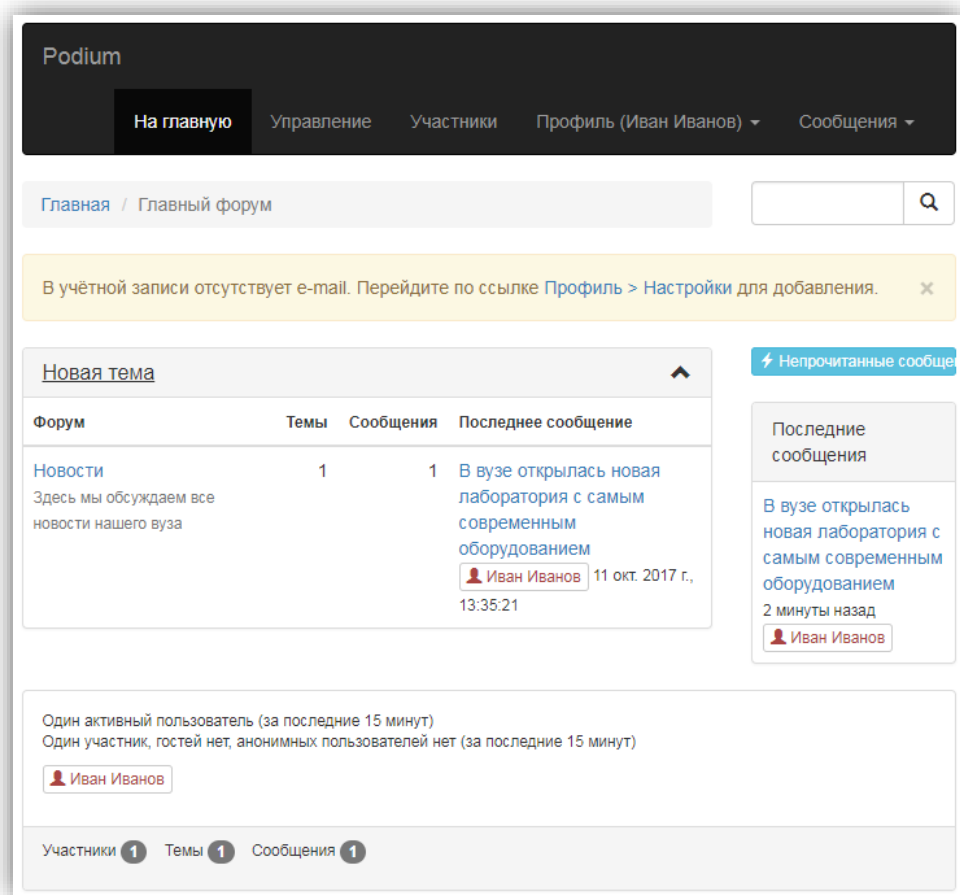 Podium
На главную Управление Участники Профиль (Иван Иванов) Сообщения
Главная / Главный форум
В учётной записи отсутствует e-mail. Перейдите по ссылке Профиль > Настройки для добавления. ×
Новая тема
Форум Темы Сообщения Последнее сообщение
Новости 1 1 В вузе открылась новая
Здесь мы обсуждаем все лаборатория с самым
новости нашего вуза современным
оборудованием
Иван Иванов 11 окт. 2017 г.,
13:35:21
Непрочитанные сообще
Последние
сообщения
В вузе открылась
новая лаборатория с
самым современным
оборудованием
2 минуты назад
Иван Иванов
Один активный пользователь (за последние 15 минут)
Один участник, гостей нет, анонимных пользователей нет (за последние 15 минут)
Иван Иванов
Участники 1 Темы 1 Сообщения 1